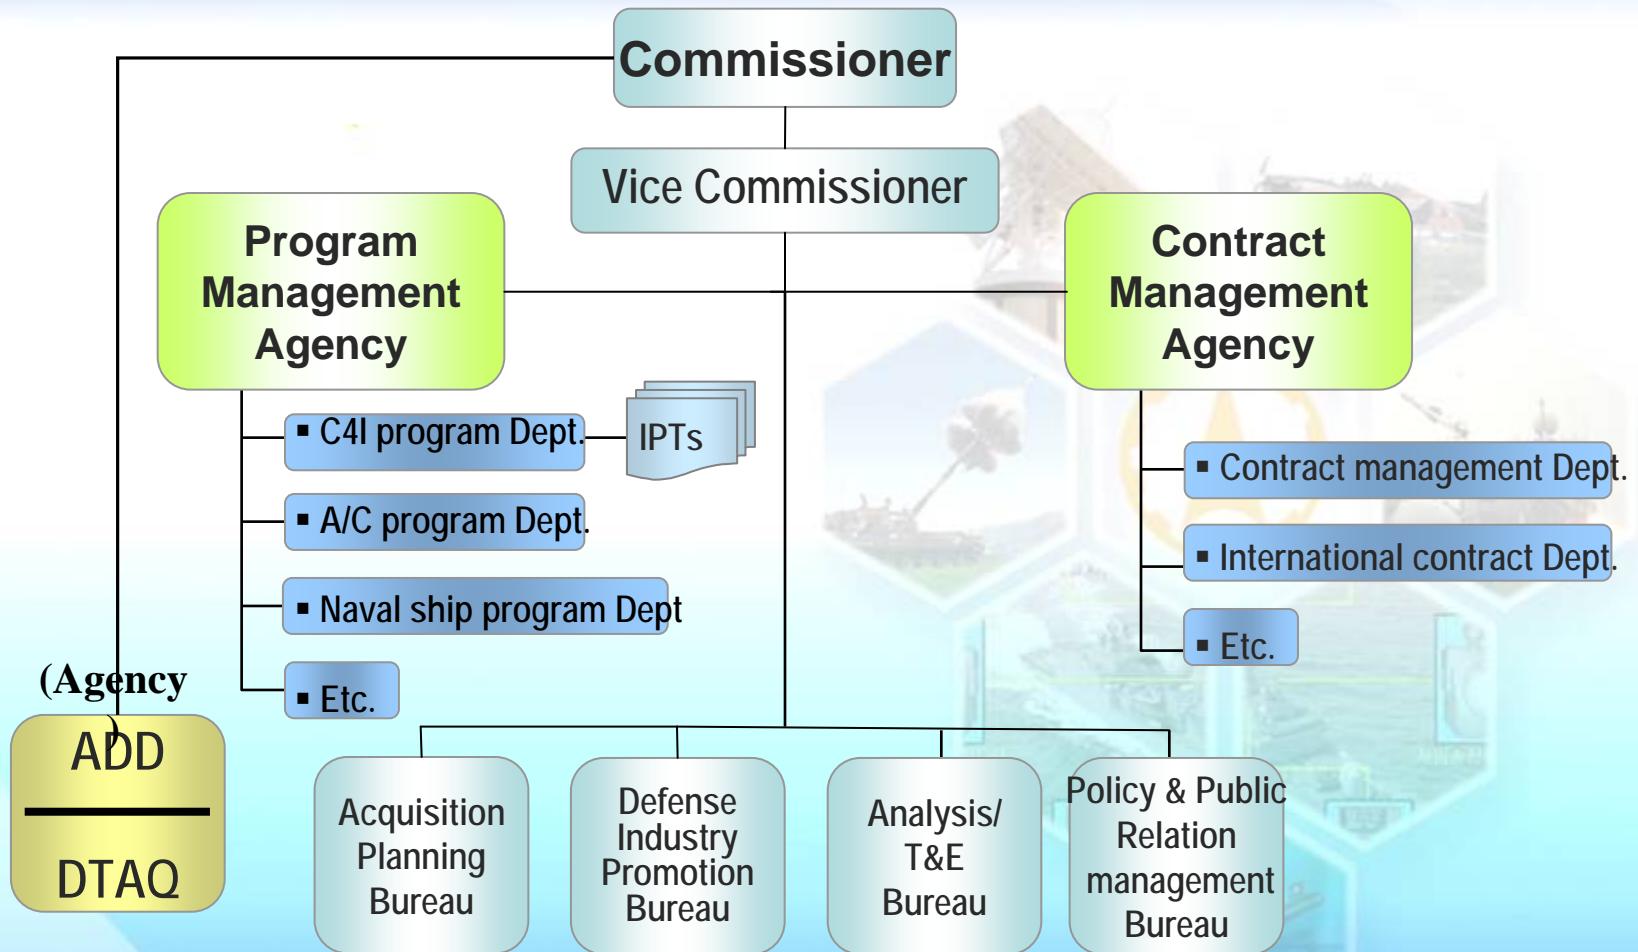 Commissioner
Vice Commissioner
Program
Management
Agency
Contract
Management
Agency
▪ C4I program Dept.
IPTs
▪ A/C program Dept.
▪ Naval ship program Dept
▪ Etc.
▪ Contract management Dept.
▪ International contract Dept.
▪ Etc.
(Agency
)
ADD
DTAQ
Acquisition
Planning
Bureau
Defense
Industry
Promotion
Bureau
Analysis/
T&E
Bureau
Policy & Public
Relation
management
Bureau